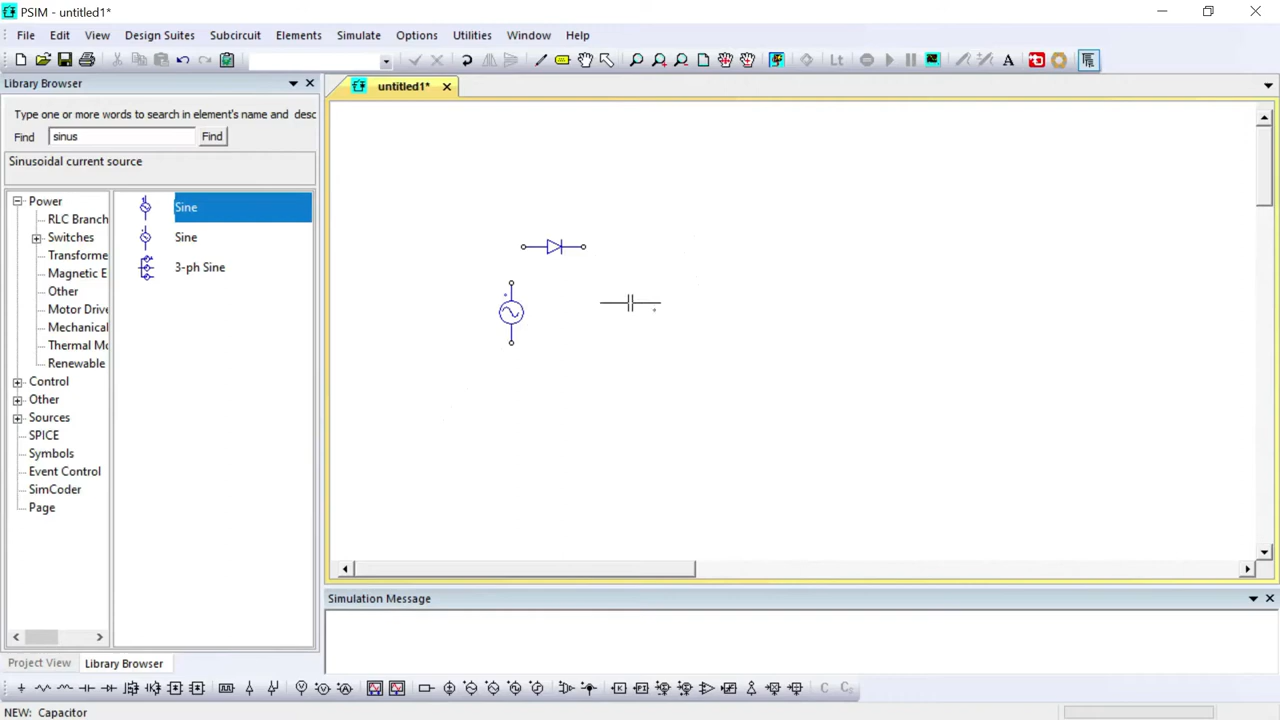 PSIM - untitled1*
File Edit View Design Suites Subcircuit Elements Simulate Options Utilities Window Help
Lt A
Library Browser
untitled1*
Type one or more words to search in element's name and desc
Find sinus Find
Sinusoidal current source
Power
RLC Branch
Switches
Transforme
Magnetic E
Other
Motor Drive
Mechanical
Thermal Mo
Renewable
Control
Other
Sources
SPICE
Symbols
Event Control
SimCoder
Page
Sine
Sine
3-ph Sine
Simulation Message
Project View Library Browser
V V A K PI C
NEW: Capacitor